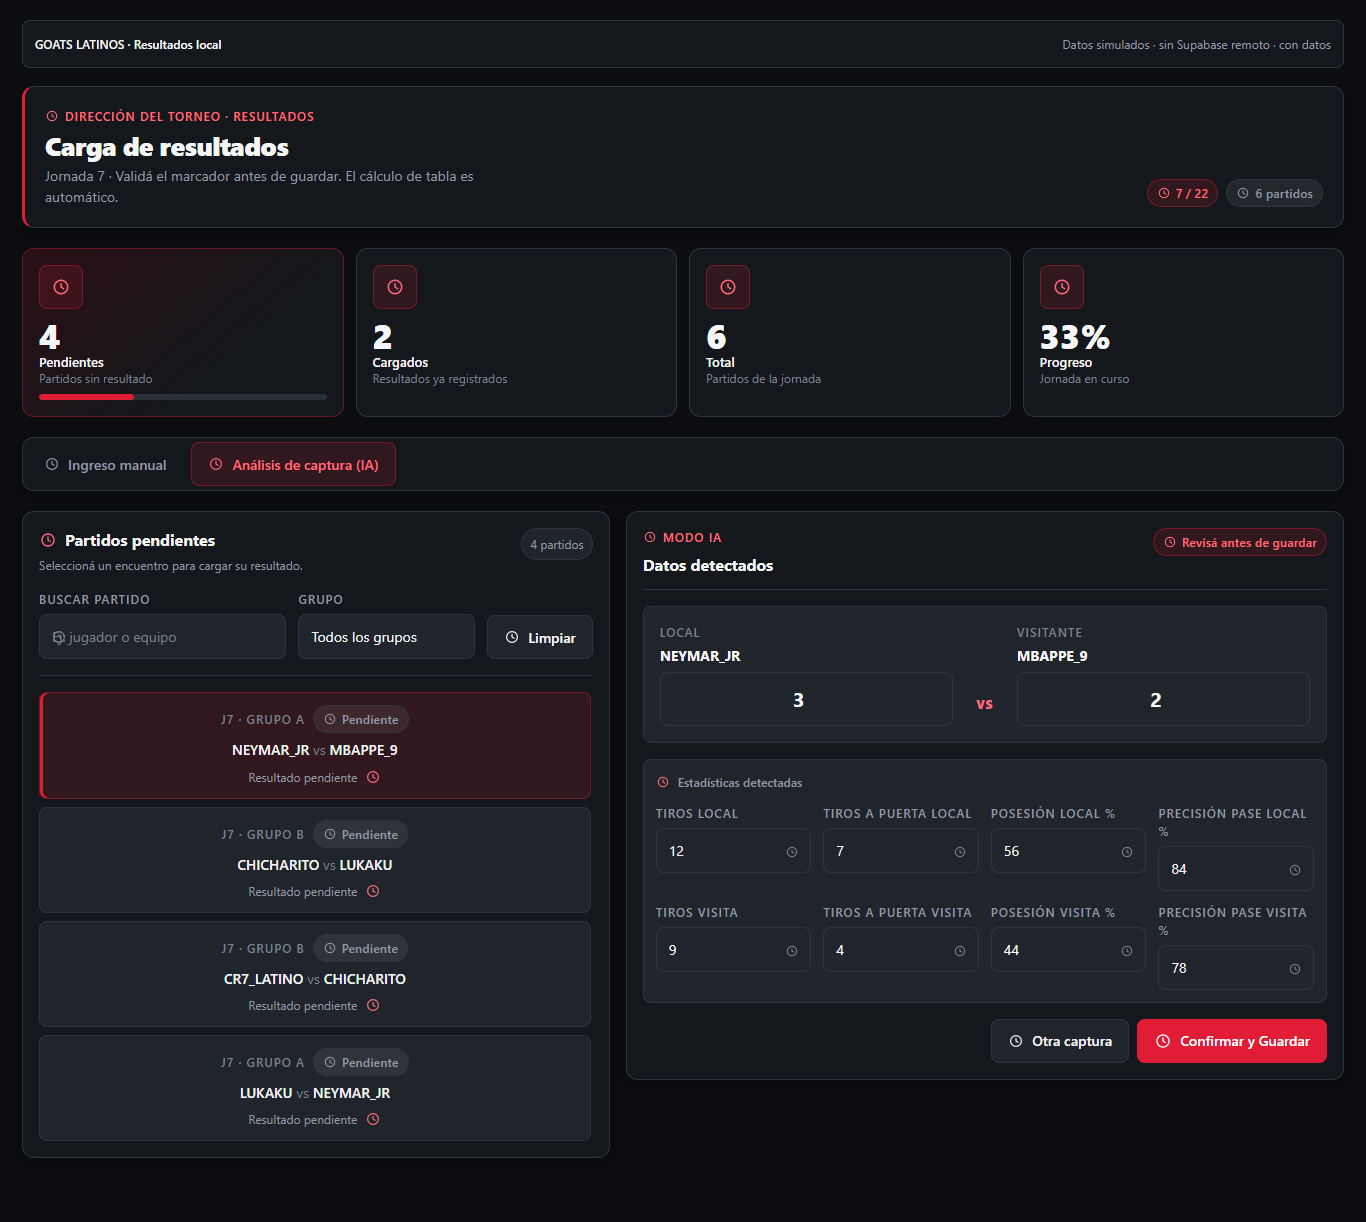 GOATS LATINOS · Resultados local
Datos simulados · sin Supabase remoto · con datos
DIRECCIÓN DEL TORNEO · RESULTADOS
Carga de resultados
Jornada 7 · Validá el marcador antes de guardar. El cálculo de tabla es
automático.
7 / 22
6 partidos
4
Pendientes
Partidos sin resultado
2
Cargados
Resultados ya registrados
6
Total
Partidos de la jornada
33%
Progreso
Jornada en curso
Ingreso manual
Análisis de captura (IA)
Partidos pendientes
4 partidos
Seleccioná un encuentro para cargar su resultado.
BUSCAR PARTIDO
GRUPO
jugador o equipo
Todos los grupos
Limpiar
J7 · GRUPO A
Pendiente
NEYMAR_JR vs MBAPPE_9
Resultado pendiente
J7 · GRUPO B
Pendiente
CHICHARITO vs LUKAKU
Resultado pendiente
J7 · GRUPO B
Pendiente
CR7_LATINO vs CHICHARITO
Resultado pendiente
J7 · GRUPO A
Pendiente
LUKAKU vs NEYMAR_JR
Resultado pendiente
MODO IA
Datos detectados
Revisá antes de guardar
LOCAL
NEYMAR_JR
3
vs
VISITANTE
MBAPPE_9
2
Estadísticas detectadas
TIROS LOCAL
12
TIROS A PUERTA LOCAL
7
POSESIÓN LOCAL %
56
PRECISIÓN PASE LOCAL
%
84
TIROS VISITA
9
TIROS A PUERTA VISITA
4
POSESIÓN VISITA %
44
PRECISIÓN PASE VISITA
%
78
Otra captura
Confirmar y Guardar